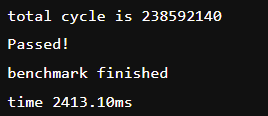 total cycle is 238592140
Passed!
benchmark finished
time 2413.10ms